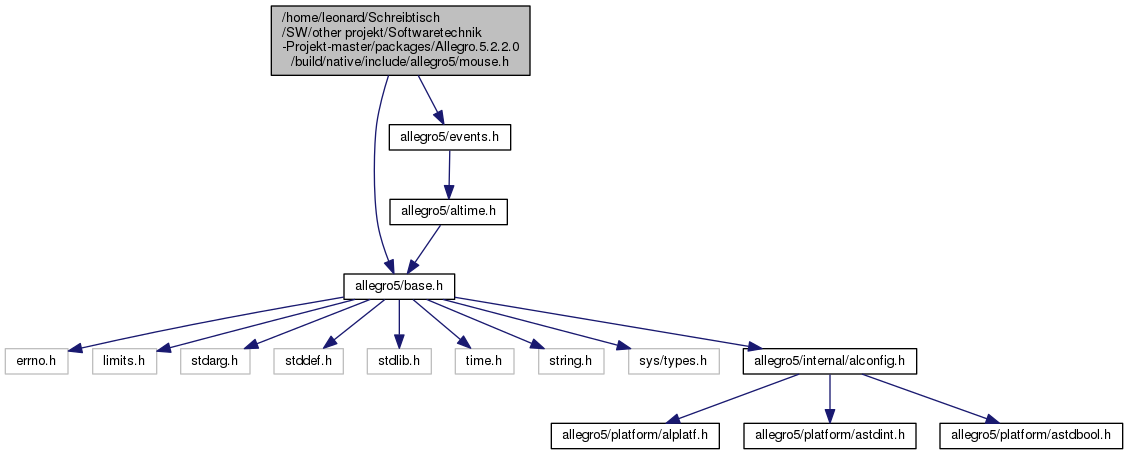 /home/leonard/Schreibtisch
/SW/other projekt/Softwaretechnik
-Projekt-master/packages/Allegro.5.2.2.0
/build/native/include/allegro5/mouse.h
allegro5/events.h
allegro5/altime.h
allegro5/base.h
errno.h
limits.h
stdarg.h
stddef.h
stdlib.h
time.h
string.h
sys/types.h
allegro5/internal/alconfig.h
allegro5/platform/alplatf.h
allegro5/platform/astdint.h
allegro5/platform/astdbool.h